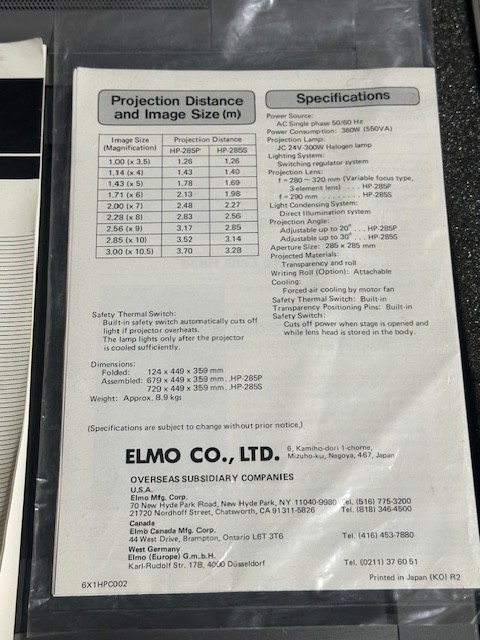 Projection Distance
and Image Size (m)
Image Size
(Magnification)
Projection Distance
HP-285P HP-285S
1.00 (x 3.5) 1.26 1.26
1.14 (x 4) 1.43 1.40
1.43 (x 5) 1.78 1.69
1.71 (x 6) 2.13 1.98
2.00 (x 7) 2.48 2.27
2.28 (x 8) 2.83 2.56
2.56 (x 9) 3.17 2.85
2.85 (x 10) 3.52 3.14
3.00 (x 10.5) 3.70 3.28
Specifications
Power Source:
AC Single phase 50/60 Hz
Power Consumption: 360W (550VA)
Projection Lamp:
JC 24V-300W Halogen lamp
Lighting System:
Switching regulator system
Projection Lens:
f = 280 ~ 320 mm (Variable focus type,
3-element lens) . . . HP-285P
f = 290 mm . . . . . . . . HP-285S
Light Condensing System:
Direct Illumination system
Projection Angle:
Adjustable up to 20° . . . HP-285P
Adjustable up to 30° . . . HP-285S
Aperture Size: 285 x 285 mm
Projected Materials:
Transparency and roll
Writing Roll (Option): Attachable
Cooling:
Forced-air cooling by motor fan
Safety Thermal Switch: Built-in
Transparency Positioning Pins: Built-in
Safety Switch:
Cuts off power when stage is opened and
while lens head is stored in the body.
Safety Thermal Switch:
Built-in safety switch automatically cuts off
light if projector overheats.
The lamp lights only after the projector
is cooled sufficiently.
Dimensions:
Folded: 124 x 449 x 359 mm
Assembled: 679 x 449 x 359 mm . .HP-285P
729 x 449 x 359 mm . .HP-285S
Weight: Approx. 8.9 kgs
(Specifications are subject to change without prior notice.)
ELMO CO., LTD. 6, Kamiho-dori 1-chome,
Mizuho-ku, Nagoya, 467, Japan
OVERSEAS SUBSIDIARY COMPANIES
U.S.A.
Elmo Mfg. Corp.
70 New Hyde Park Road, New Hyde Park, NY 11040-9980 Tel. (516) 775-3200
21720 Nordhoff Street, Chatsworth, CA 91311-5826 Tel. (818) 346-4500
Canada
Elmo Canada Mfg. Corp.
44 West Drive, Brampton, Ontario L6T 3T6 Tel. (416) 453-7880
West Germany
Elmo (Europe) G.m.b.H.
Karl-Rudolf Str. 178, 4000 Düsseldorf Tel. (0211) 37 60 51
6X1HPC002 Printed in Japan (KO) R2